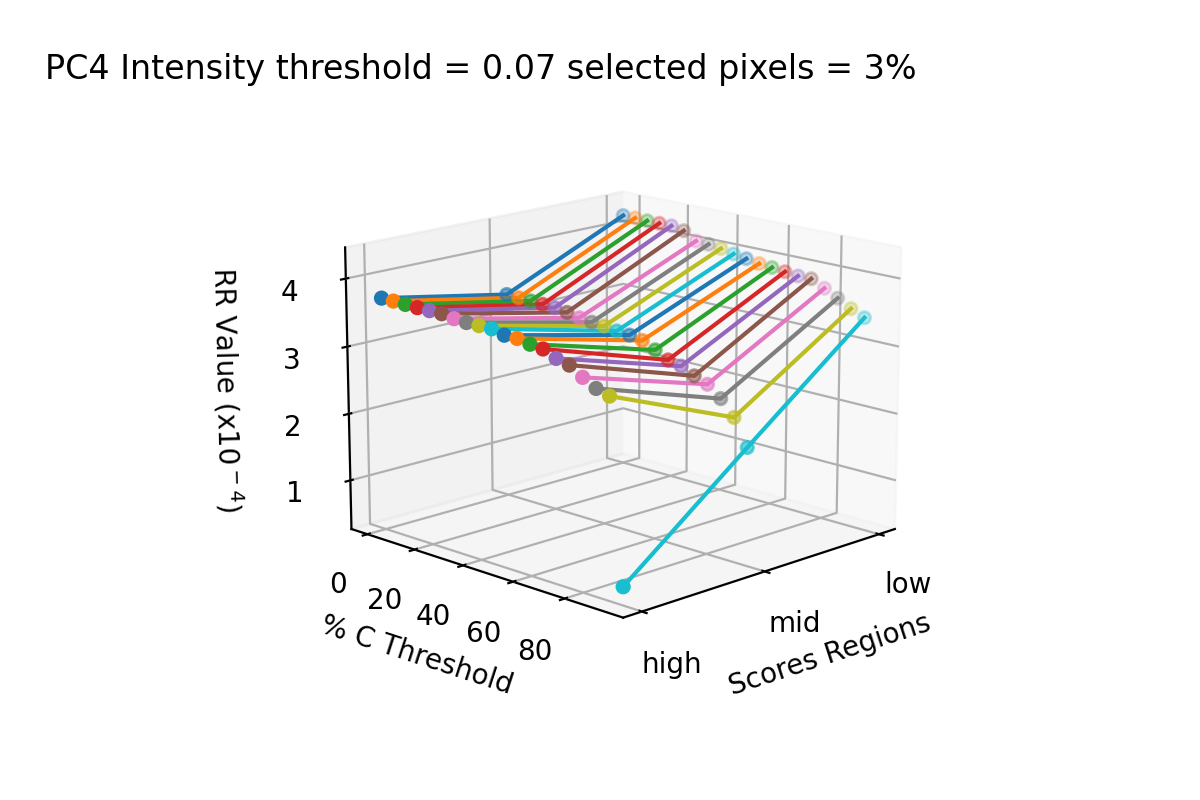 PC4 Intensity threshold = 0.07 selected pixels = 3%
RR Value (x10⁻⁴)
4
3
2
1
0
20
40
60
80
% C Threshold
high
mid
low
Scores Regions